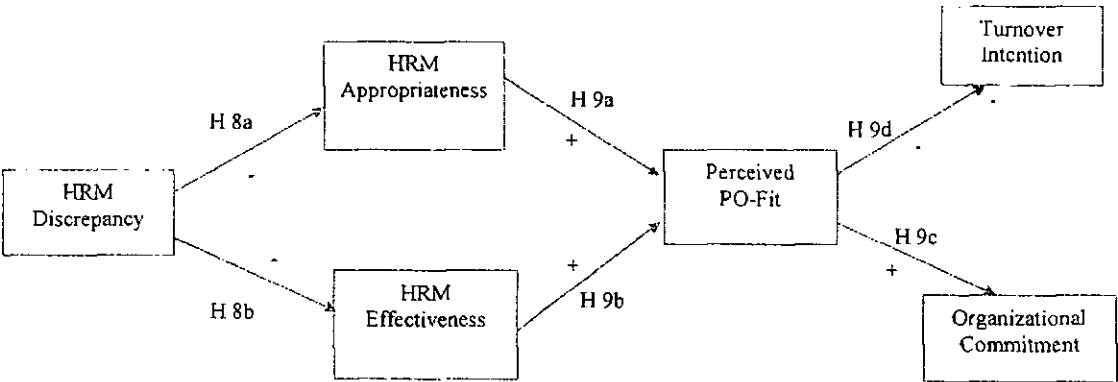 Turnover
Intention
HRM
Appropriateness
H 9a
+
H 8a
-
H 9d
-
Perceived
PO-Fit
HRM
Discrepancy
-
H 8b
HRM
Effectiveness
+
H 9b
H 9c
+
Organizational
Commitment